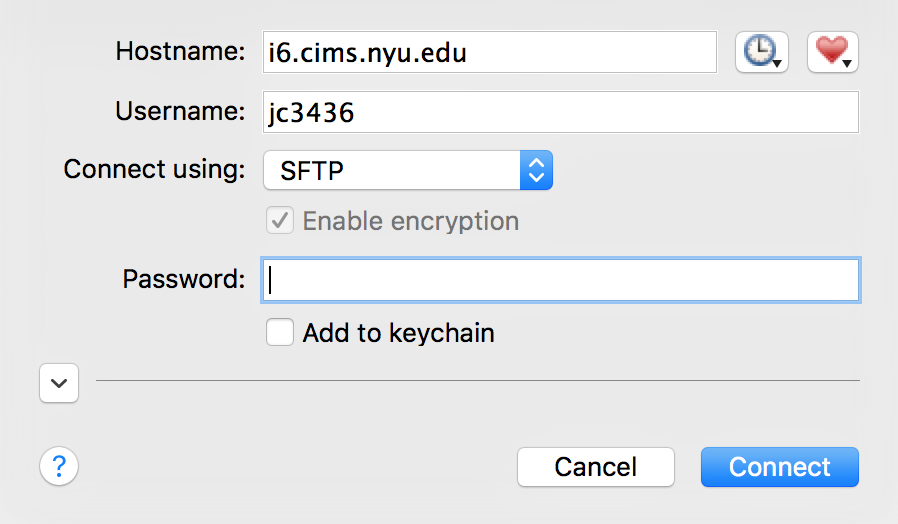 Hostname: i6.cims.nyu.edu
Username: jc3436
Connect using: SFTP
Enable encryption
Password:
Add to keychain
? Cancel Connect